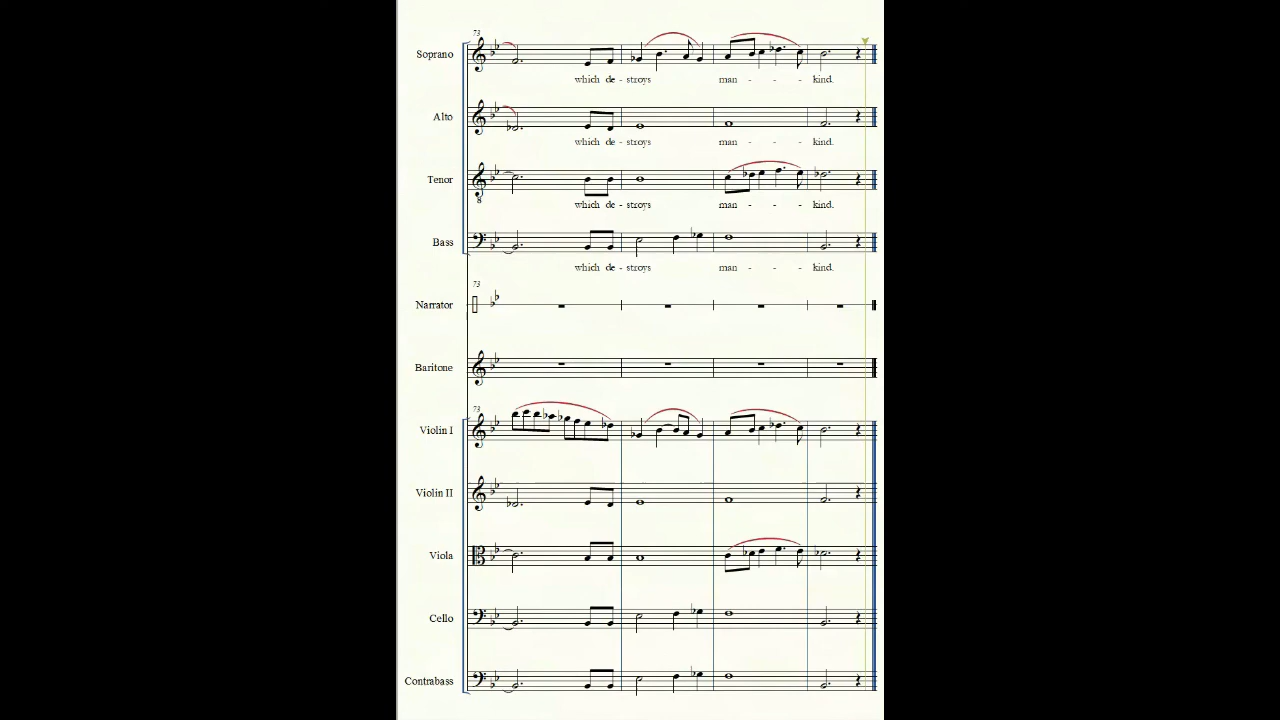 73
Soprano
which de - stroys man - - - kind.
Alto
which de - stroys man - - - kind.
Tenor
8
which de - stroys man - - - kind.
Bass
which de - stroys man - - - kind.
73
Narrator
Baritone
73
Violin I
Violin II
Viola
Cello
Contrabass